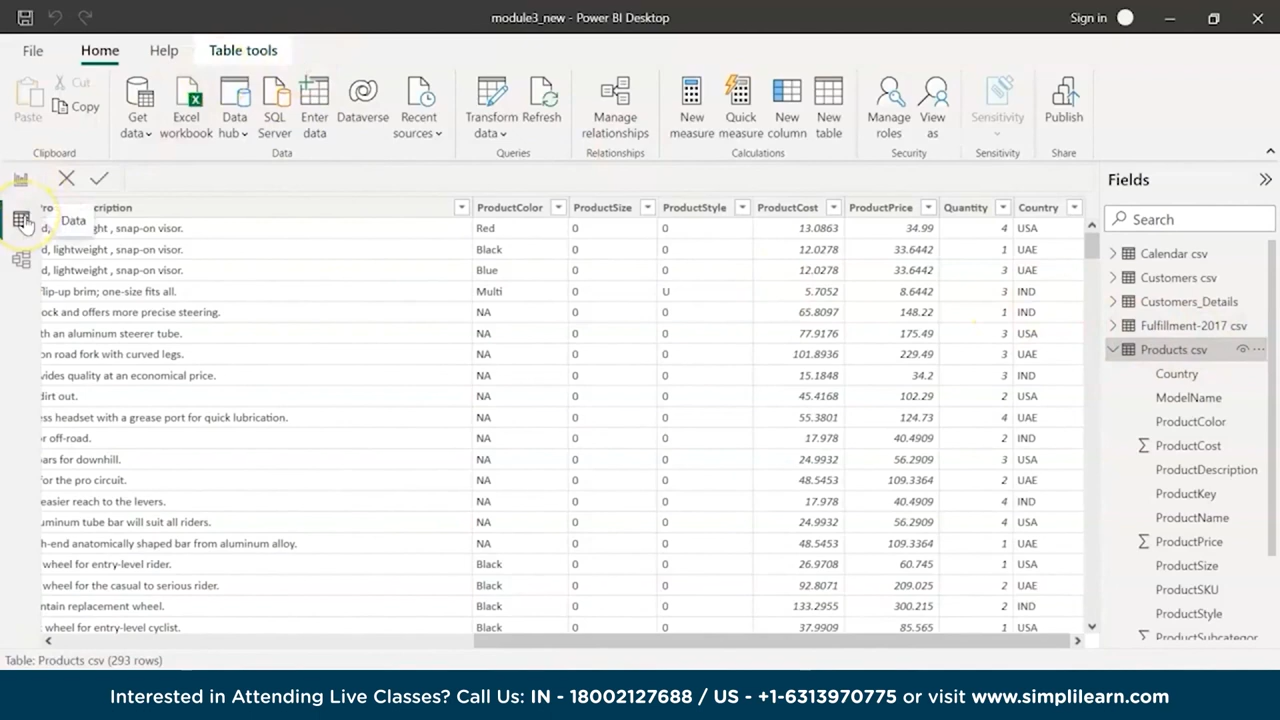 module3_new - Power BI Desktop
Sign in
File Home Help Table tools
Paste Cut Copy
Get data
Excel workbook
Data hub
SQL Server
Enter data
Dataverse
Recent sources
Transform data
Refresh
Manage relationships
New measure
Quick measure
New column
New table
Manage roles
View as
Sensitivity
Publish
Clipboard Data Queries Relationships Calculations Security Sensitivity Share
Data
cription ProductColor ProductSize ProductStyle ProductCost ProductPrice Quantity Country
d, lightweight , snap-on visor. Red 0 0 13.0863 34.99 4 USA
d, lightweight , snap-on visor. Black 0 0 12.0278 33.6442 1 UAE
d, lightweight , snap-on visor. Blue 0 0 12.0278 33.6442 3 UAE
flip-up brim; one-size fits all. Multi 0 U 5.7052 8.6442 3 IND
ock and offers more precise steering. NA 0 0 65.8097 148.22 1 IND
th an aluminum steerer tube. NA 0 0 77.9176 175.49 3 USA
on road fork with curved legs. NA 0 0 101.8936 229.49 3 UAE
vides quality at an economical price. NA 0 0 15.1848 34.2 3 IND
dirt out. NA 0 0 45.4168 102.29 2 USA
ess headset with a grease port for quick lubrication. NA 0 0 55.3801 124.73 4 UAE
or off-road. NA 0 0 17.978 40.4909 2 IND
bars for downhill. NA 0 0 24.9932 56.2909 3 USA
for the pro circuit. NA 0 0 48.5453 109.3364 2 UAE
easier reach to the levers. NA 0 0 17.978 40.4909 4 IND
uminum tube bar will suit all riders. NA 0 0 24.9932 56.2909 4 USA
h-end anatomically shaped bar from aluminum alloy. NA 0 0 48.5453 109.3364 1 UAE
wheel for entry-level rider. Black 0 0 26.9708 60.745 1 USA
wheel for the casual to serious rider. Black 0 0 92.8071 209.025 2 UAE
ntain replacement wheel. Black 0 0 133.2955 300.215 2 IND
wheel for entry-level cyclist. Black 0 0 37.9909 85.565 1 USA
Fields
Search
Calendar csv
Customers csv
Customers_Details
Fulfillment-2017 csv
Products csv
Country
ModelName
ProductColor
ProductCost
ProductDescription
ProductKey
ProductName
ProductPrice
ProductSize
ProductSKU
ProductStyle
ProductSubcategor
Table: Products csv (293 rows)
Interested in Attending Live Classes? Call Us: IN - 18002127688 / US - +1-6313970775 or visit www.simplilearn.com